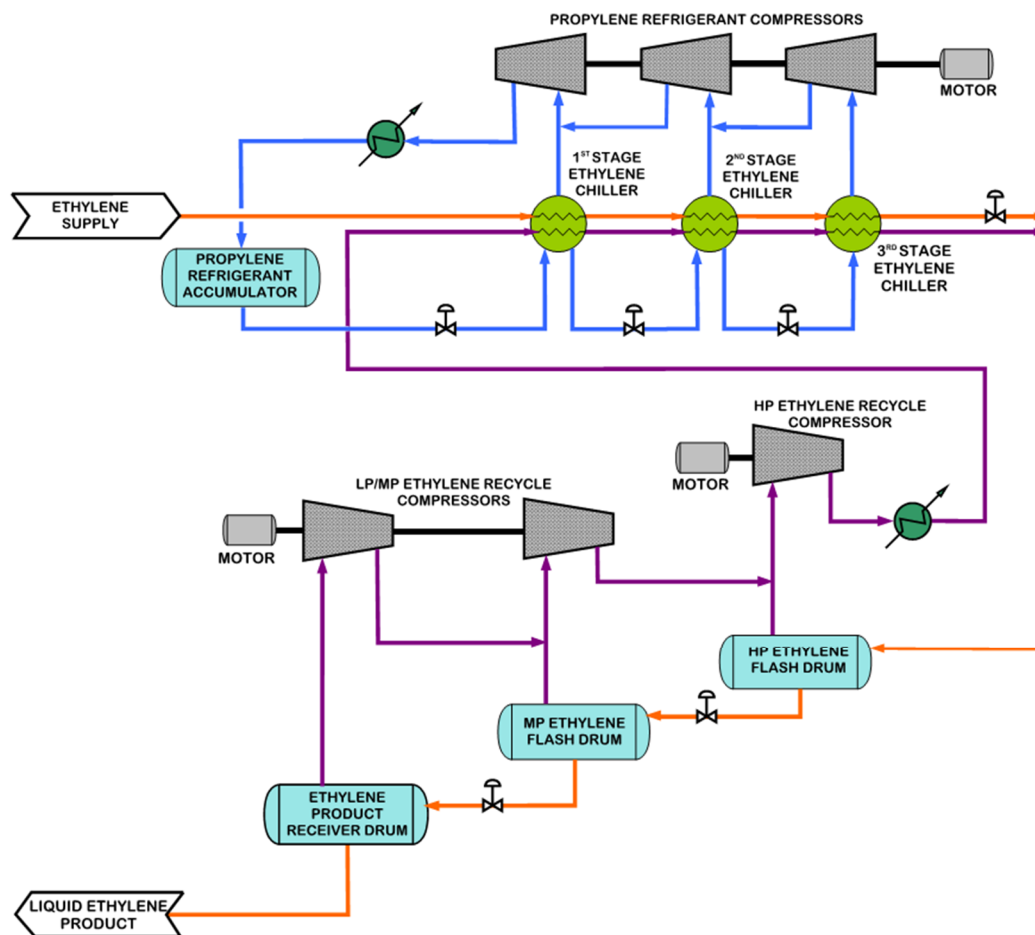 PROPYLENE REFRIGERANT COMPRESSORS
MOTOR
1ST STAGE
ETHYLENE
CHILLER
2ND STAGE
ETHYLENE
CHILLER
ETHYLENE
SUPPLY
3RD STAGE
ETHYLENE
CHILLER
PROPYLENE
REFRIGERANT
ACCUMULATOR
HP ETHYLENE RECYCLE
COMPRESSOR
MOTOR
LP/MP ETHYLENE RECYCLE
COMPRESSORS
MOTOR
HP ETHYLENE
FLASH DRUM
MP ETHYLENE
FLASH DRUM
ETHYLENE
PRODUCT
RECEIVER DRUM
LIQUID ETHYLENE
PRODUCT